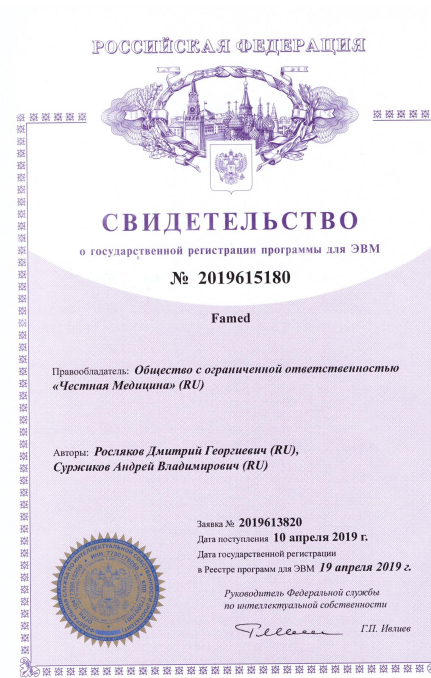 РОССИЙСКАЯ ФЕДЕРАЦИЯ
СВИДЕТЕЛЬСТВО
о государственной регистрации программы для ЭВМ
№ 2019615180
Famed
Правообладатель: Общество с ограниченной ответственностью
«Честная Медицина» (RU)
Авторы: Росляков Дмитрий Георгиевич (RU),
Суржиков Андрей Владимирович (RU)
Заявка № 2019613820
Дата поступления 10 апреля 2019 г.
Дата государственной регистрации
в Реестре программ для ЭВМ 19 апреля 2019 г.
Руководитель Федеральной службы
по интеллектуальной собственности
Г.П. Ивлиев